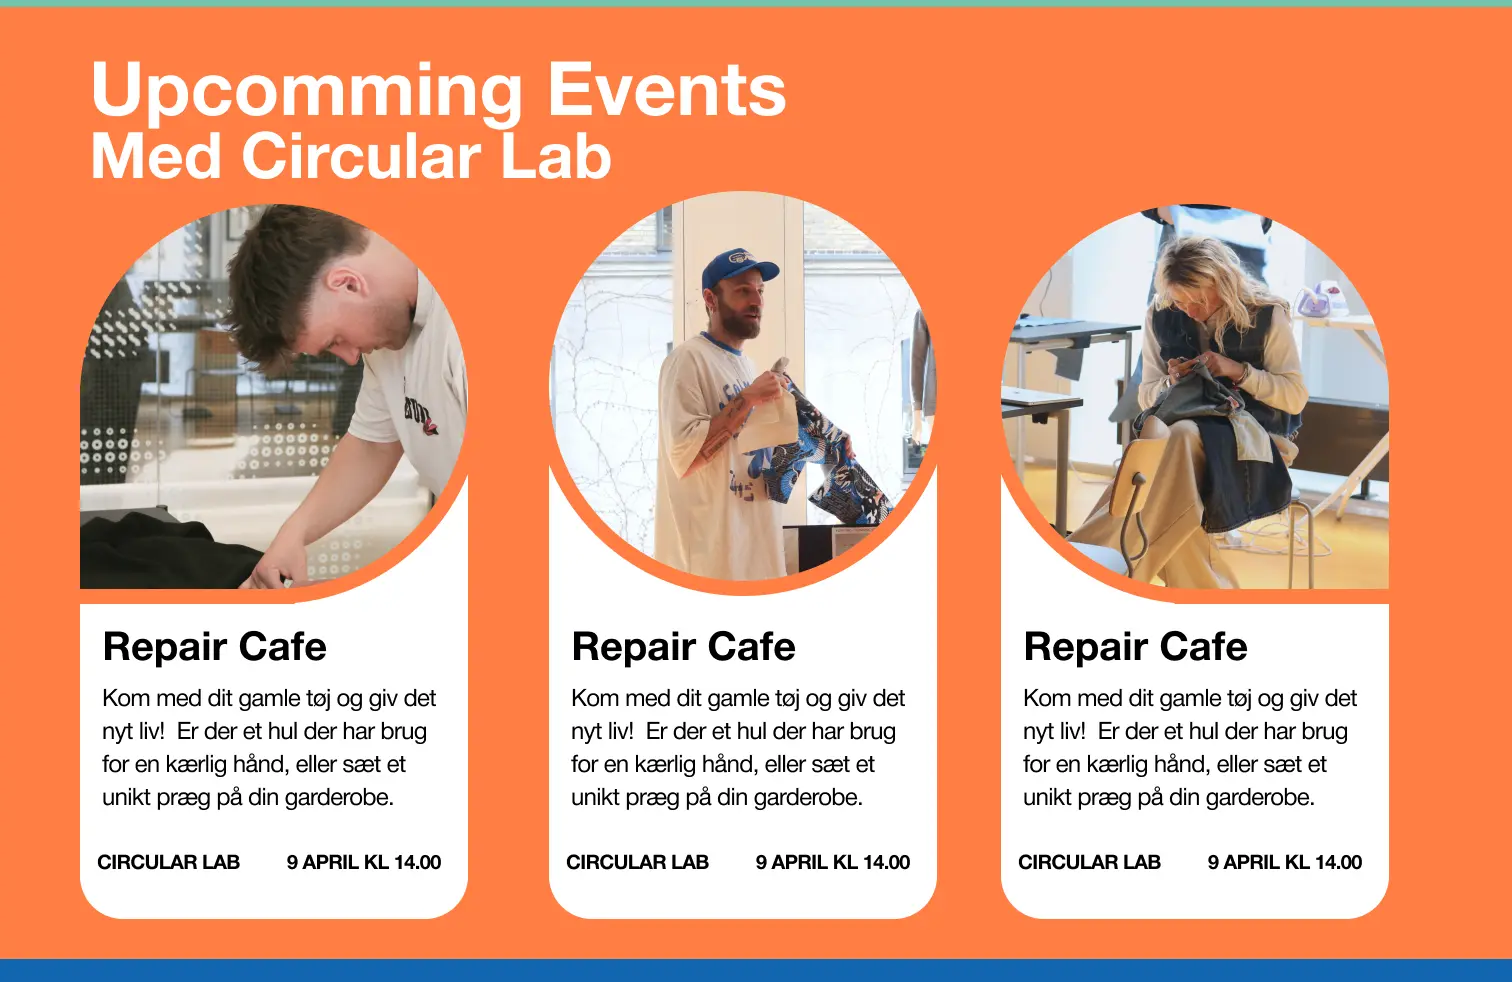 Upcomming Events
Med Circular Lab
Repair Cafe
Kom med dit gamle tøj og giv det
nyt liv!  Er der et hul der har brug
for en kærlig hånd, eller sæt et
unikt præg på din garderobe.
CIRCULAR LAB 9 APRIL KL 14.00
Repair Cafe
Kom med dit gamle tøj og giv det
nyt liv!  Er der et hul der har brug
for en kærlig hånd, eller sæt et
unikt præg på din garderobe.
CIRCULAR LAB 9 APRIL KL 14.00
Repair Cafe
Kom med dit gamle tøj og giv det
nyt liv!  Er der et hul der har brug
for en kærlig hånd, eller sæt et
unikt præg på din garderobe.
CIRCULAR LAB 9 APRIL KL 14.00